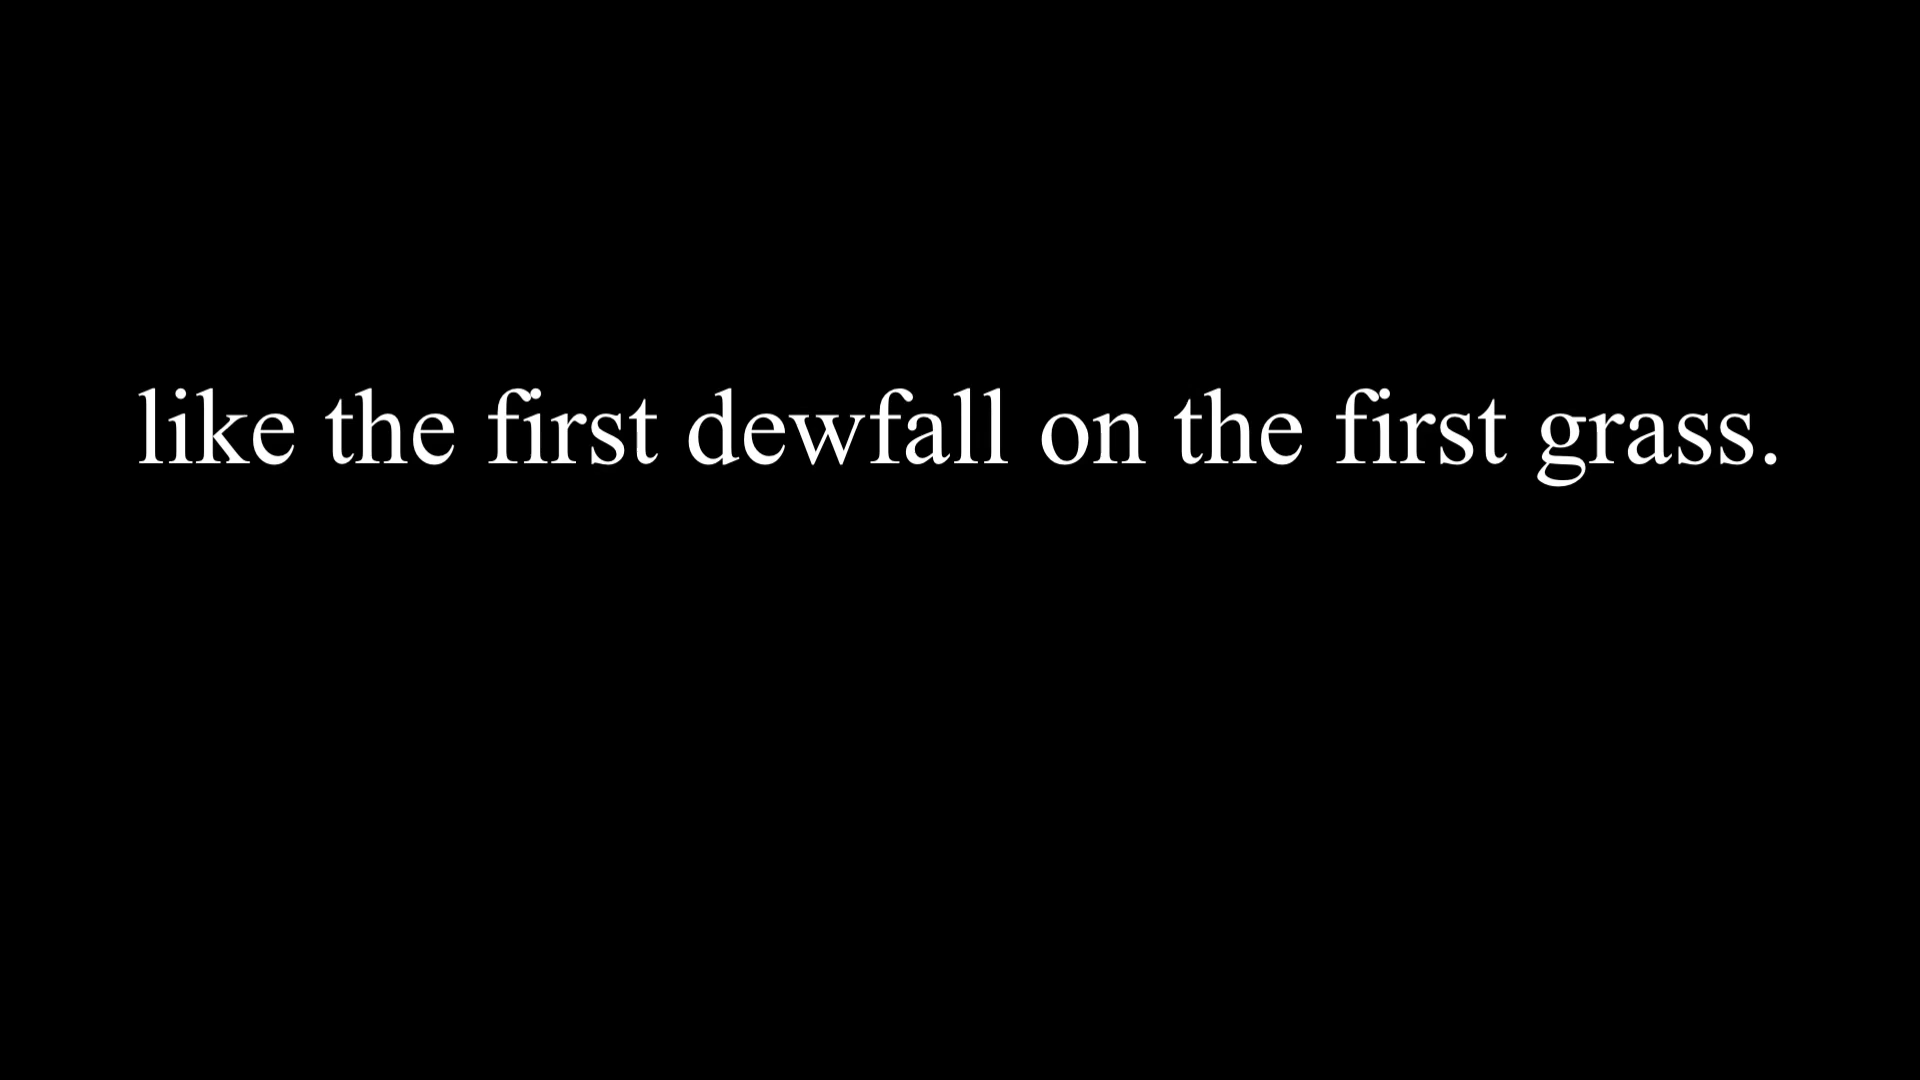 like the first dewfall on the first grass.